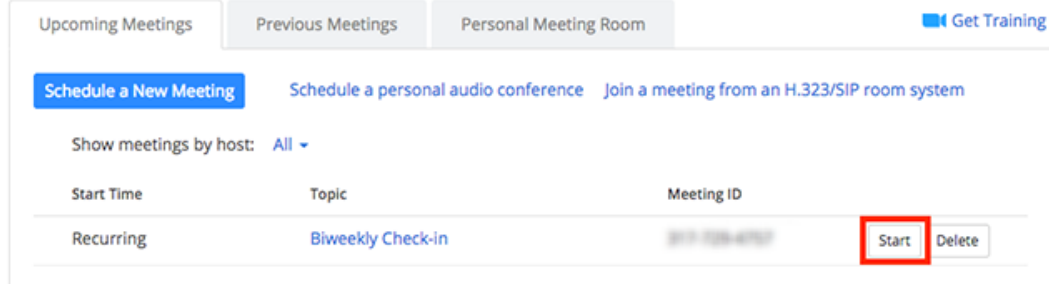 Upcoming Meetings Previous Meetings Personal Meeting Room Get Training
Schedule a New Meeting Schedule a personal audio conference Join a meeting from an H.323/SIP room system
Show meetings by host: All
Start Time Topic Meeting ID
Recurring Biweekly Check-in Start Delete